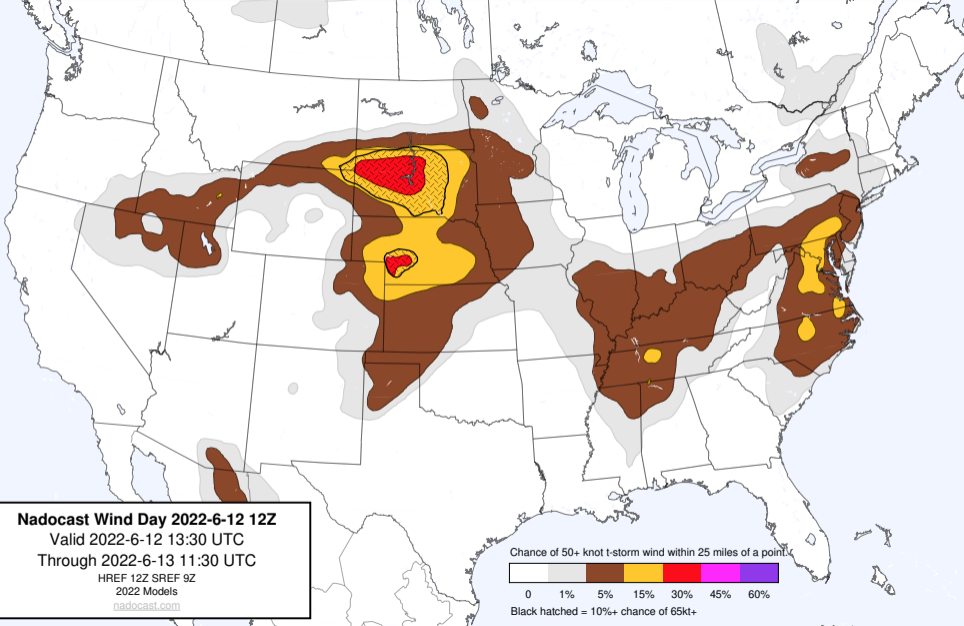 Nadocast Wind Day 2022-6-12 12Z
Valid 2022-6-12 13:30 UTC
Through 2022-6-13 11:30 UTC
HREF 12Z SREF 9Z
2022 Models
nadocast.com
Chance of 50+ knot t-storm wind within 25 miles of a point.
0 1% 5% 15% 30% 45% 60%
Black hatched = 10%+ chance of 65kt+